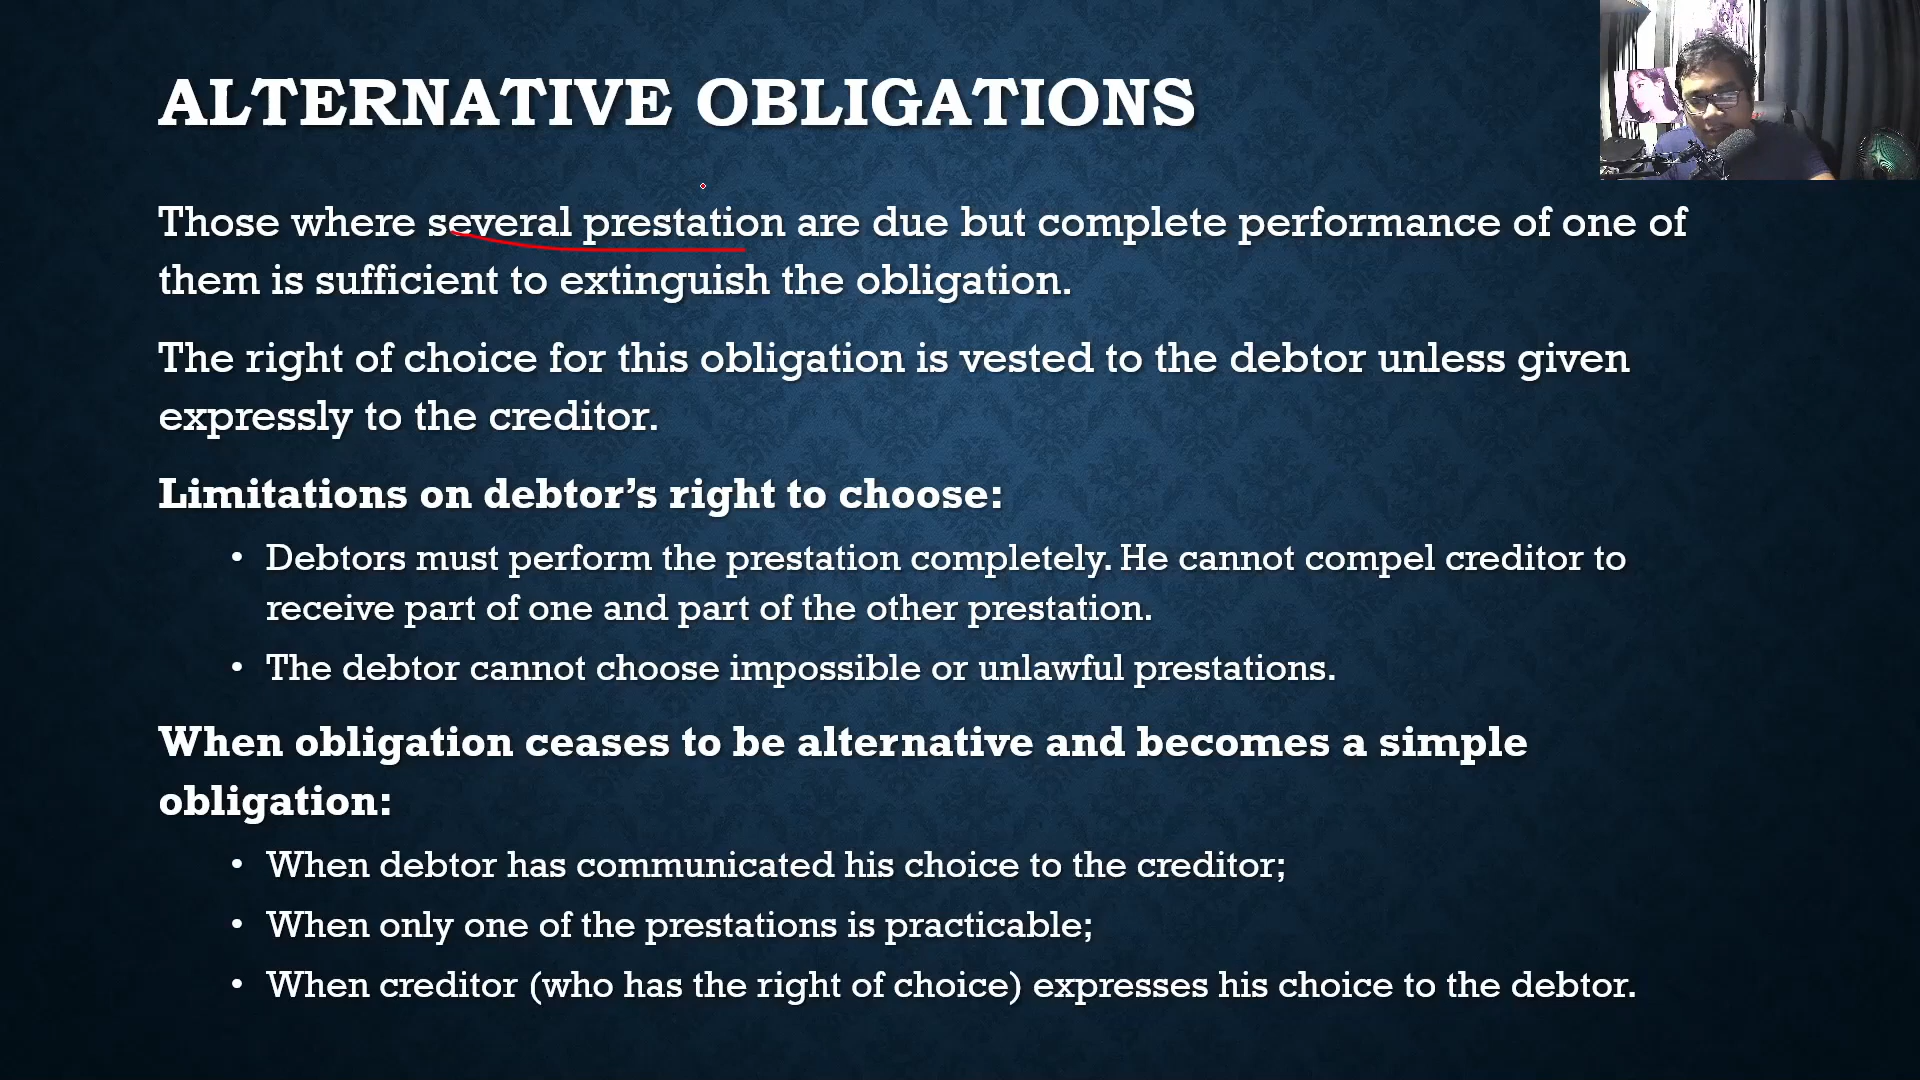 ALTERNATIVE OBLIGATIONS
Those where several prestation are due but complete performance of one of
them is sufficient to extinguish the obligation.
The right of choice for this obligation is vested to the debtor unless given
expressly to the creditor.
Limitations on debtor’s right to choose:
• Debtors must perform the prestation completely. He cannot compel creditor to
receive part of one and part of the other prestation.
• The debtor cannot choose impossible or unlawful prestations.
When obligation ceases to be alternative and becomes a simple
obligation:
• When debtor has communicated his choice to the creditor;
• When only one of the prestations is practicable;
• When creditor (who has the right of choice) expresses his choice to the debtor.